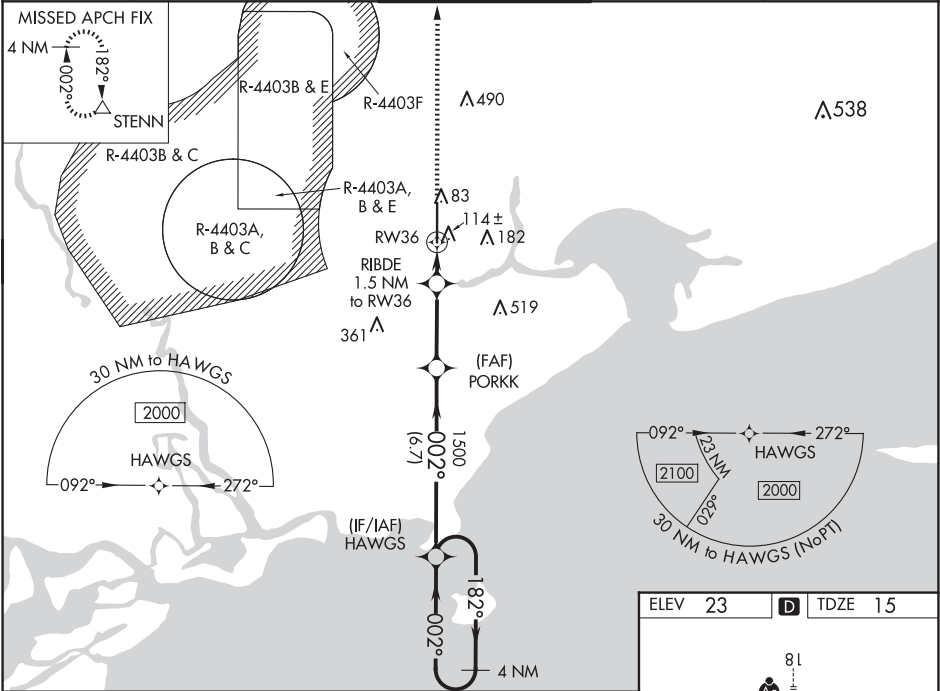 MISSED APCH FIX
4 NM
002°
182°
STENN
R-4403B & E
R-4403F
R-4403B & C
R-4403A,
B & E
R-4403A,
B & C
490
538
83
114 ±
182
RW36
RIBDE
1.5 NM
to RW36
519
361
(FAF)
PORKK
30 NM to HAWGS
2000
HAWGS
092°
272°
1500
002°
(6.7)
092°
272°
HAWGS
23 NM
2100
2000
029°
30 NM to HAWGS (NoPT)
(IF/IAF)
HAWGS
182°
002°
4 NM
ELEV 23
D
TDZE 15
18